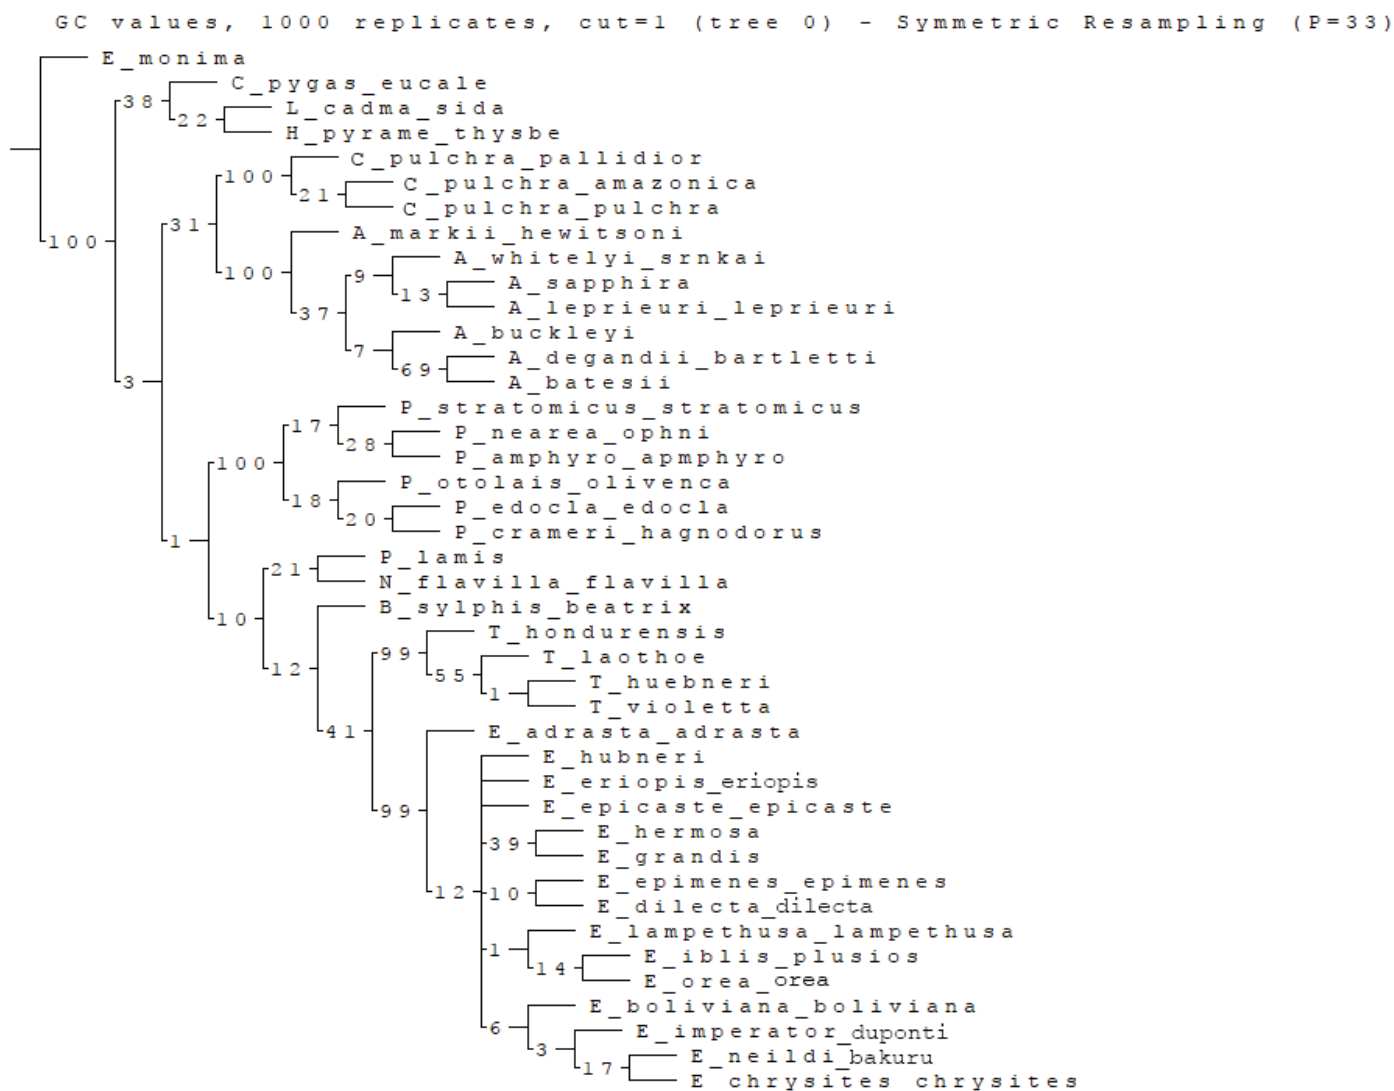 GC values, 1000 replicates, cut=1 (tree 0) - Symmetric Resampling (P=33)
E_monima
C_pygas_eucale
38
L_cadma_sida
22
H_pyrame_thysbe
C_pulchra_pallidior
100
C_pulchra_amazonica
21
C_pulchra_pulchra
31
A_markii_hewitsoni
100
A_whitelyi_srnkai
9
A_sapphira
13
A_leprieuri_leprieuri
37
A_buckleyi
7
A_degandii_bartletti
69
A_batesii
100
3
P_stratomicus_stratomicus
17
P_nearea_ophni
28
P_amphyro_apmphyro
100
P_otolais_olivenca
18
P_edocla_edocla
20
P_crameri_hagnodorus
1
P_lamis
21
N_flavilla_flavilla
10
B_sylphis_beatrix
12
T_hondurensis
99
T_laothoe
55
T_huebneri
1
T_violetta
41
E_adrasta_adrasta
E_hubneri
E_eriopis_eriopis
99
E_epicaste_epicaste
E_hermosa
39
E_grandis
E_epimenes_epimenes
12
10
E_dilecta_dilecta
E_lampethusa_lampethusa
1
E_iblis_plusios
14
E_orea_orea
E_boliviana_boliviana
6
E_imperator_duponti
3
E_neildi_bakuru
17
E_chrysites_chrysites